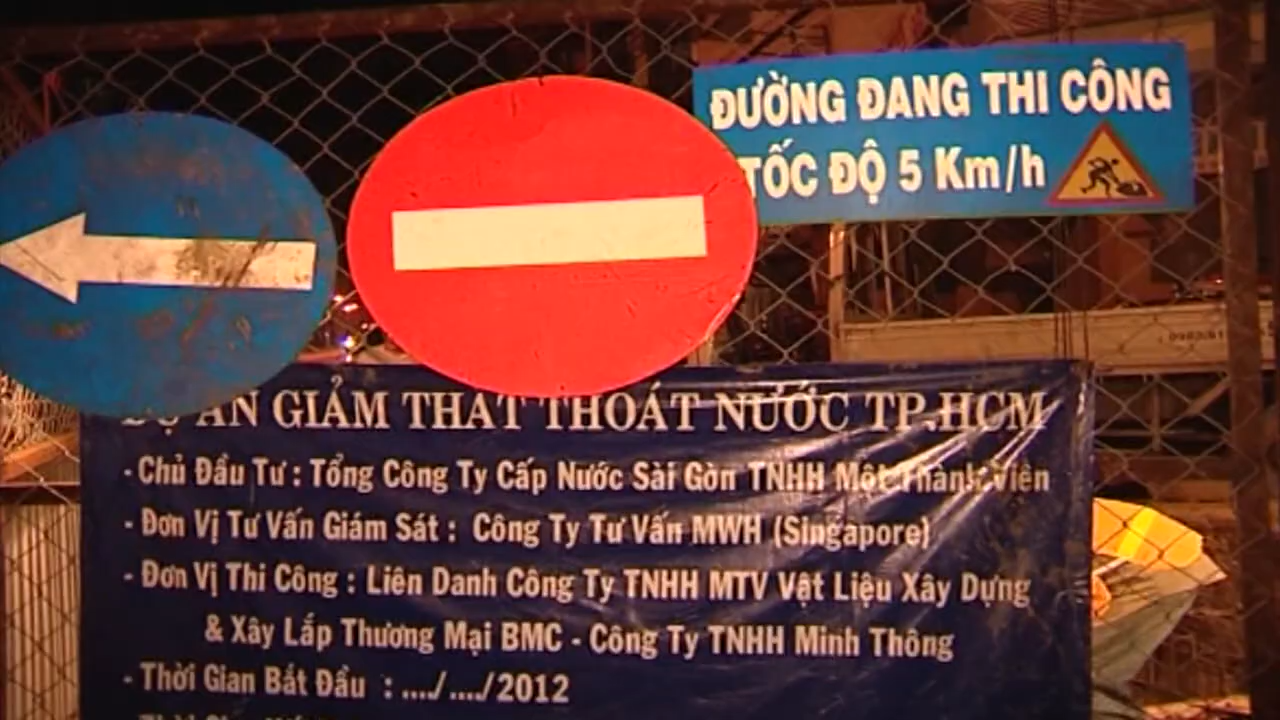 ĐƯỜNG ĐANG THI CÔNG
TỐC ĐỘ 5 Km/h
DỰ ÁN GIẢM THẤT THOÁT NƯỚC TP.HCM
- Chủ Đầu Tư : Tổng Công Ty Cấp Nước Sài Gòn TNHH Một Thành Viên
- Đơn Vị Tư Vấn Giám Sát : Công Ty Tư Vấn MWH (Singapore)
- Đơn Vị Thi Công : Liên Danh Công Ty TNHH MTV Vật Liệu Xây Dựng
& Xây Lắp Thương Mại BMC - Công Ty TNHH Minh Thông
- Thời Gian Bắt Đầu : ..../..../2012